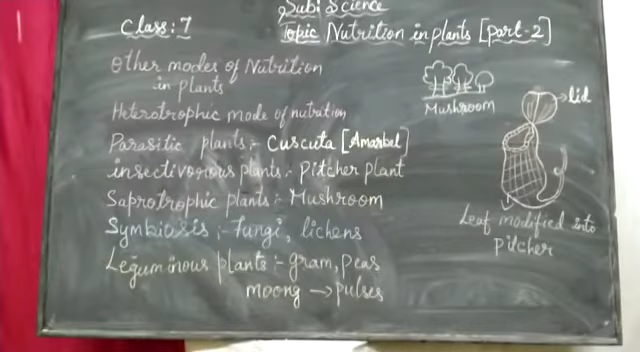 Sub: Science
Class: 7
Topic Nutrition in plants [part-2]
Other modes of Nutrition
in plants
Heterotrophic mode of nutrition
Parasitic plants:- Cuscuta [Amarbel]
insectivorous plants:- Pitcher plant
Saprotrophic plants:- Mushroom
Symbiosis:- Fungi, lichens
Leguminous plants:- gram, peas
moong → pulses
Mushroom
lid
Leaf modified into
pitcher